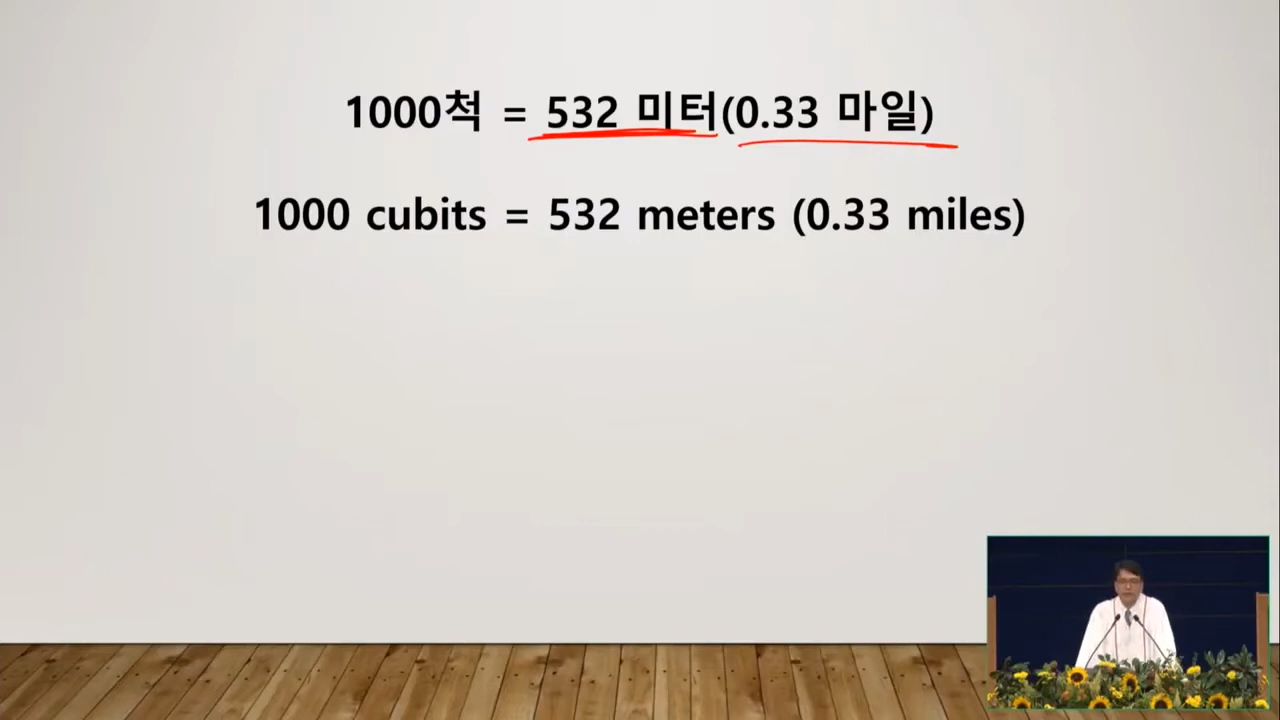 1000척 = 532 미터(0.33 마일)
1000 cubits = 532 meters (0.33 miles)